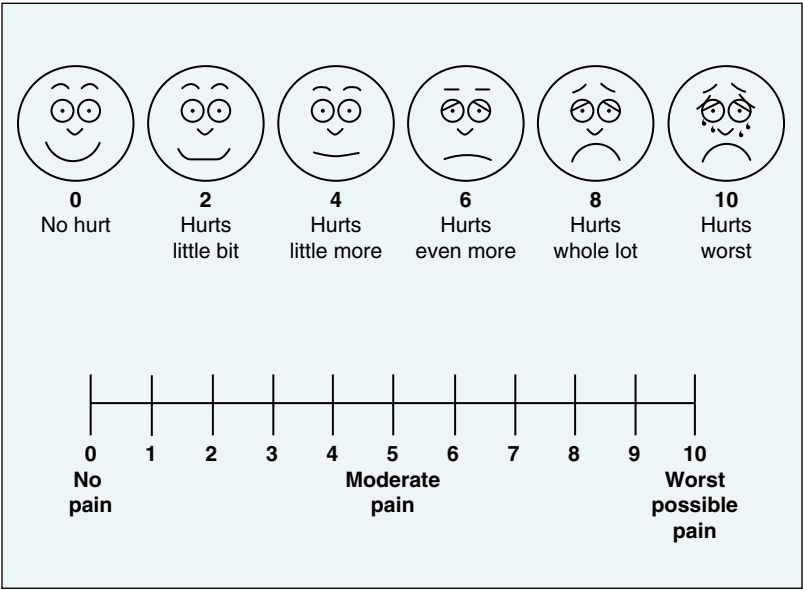 0 2 4 6 8 10
No hurt Hurts Hurts Hurts Hurts Hurts
little bit little more even more whole lot worst
0 1 2 3 4 5 6 7 8 9 10
No Moderate Worst
pain pain possible
pain